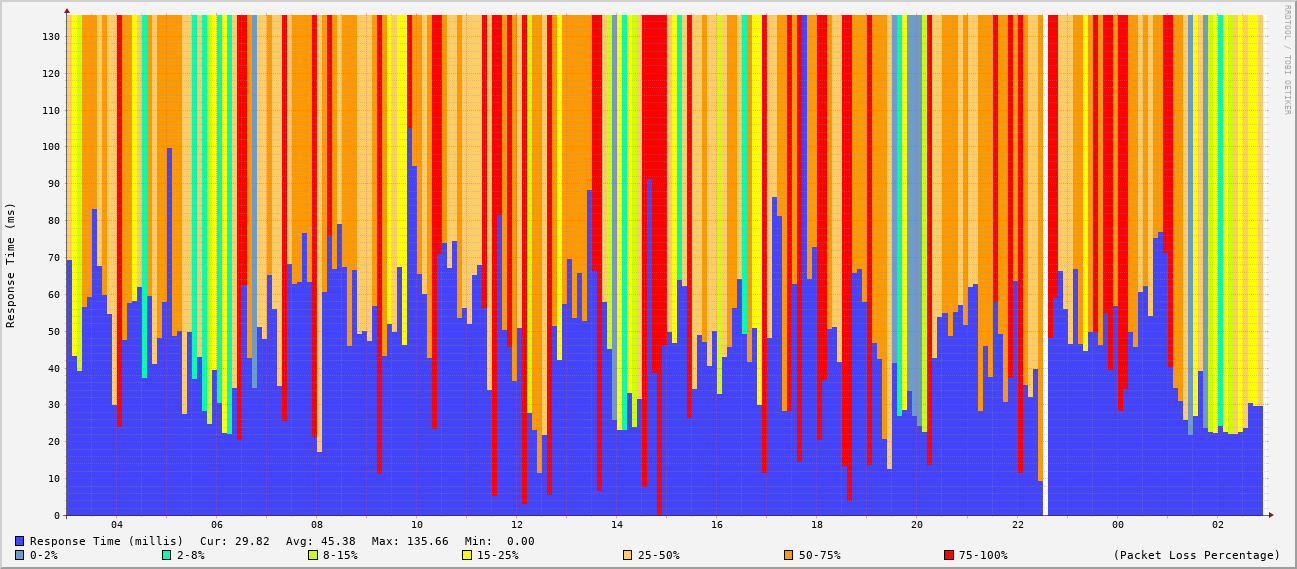 RRDTOOL / TOBI OETIKER
Response Time (ms)
130
120
110
100
90
80
70
60
50
40
30
20
10
0
04 06 08 10 12 14 16 18 20 22 00 02
Response Time (millis) Cur: 29.82 Avg: 45.38 Max: 135.66 Min: 0.00
0-2% 2-8% 8-15% 15-25% 25-50% 50-75% 75-100% (Packet Loss Percentage)